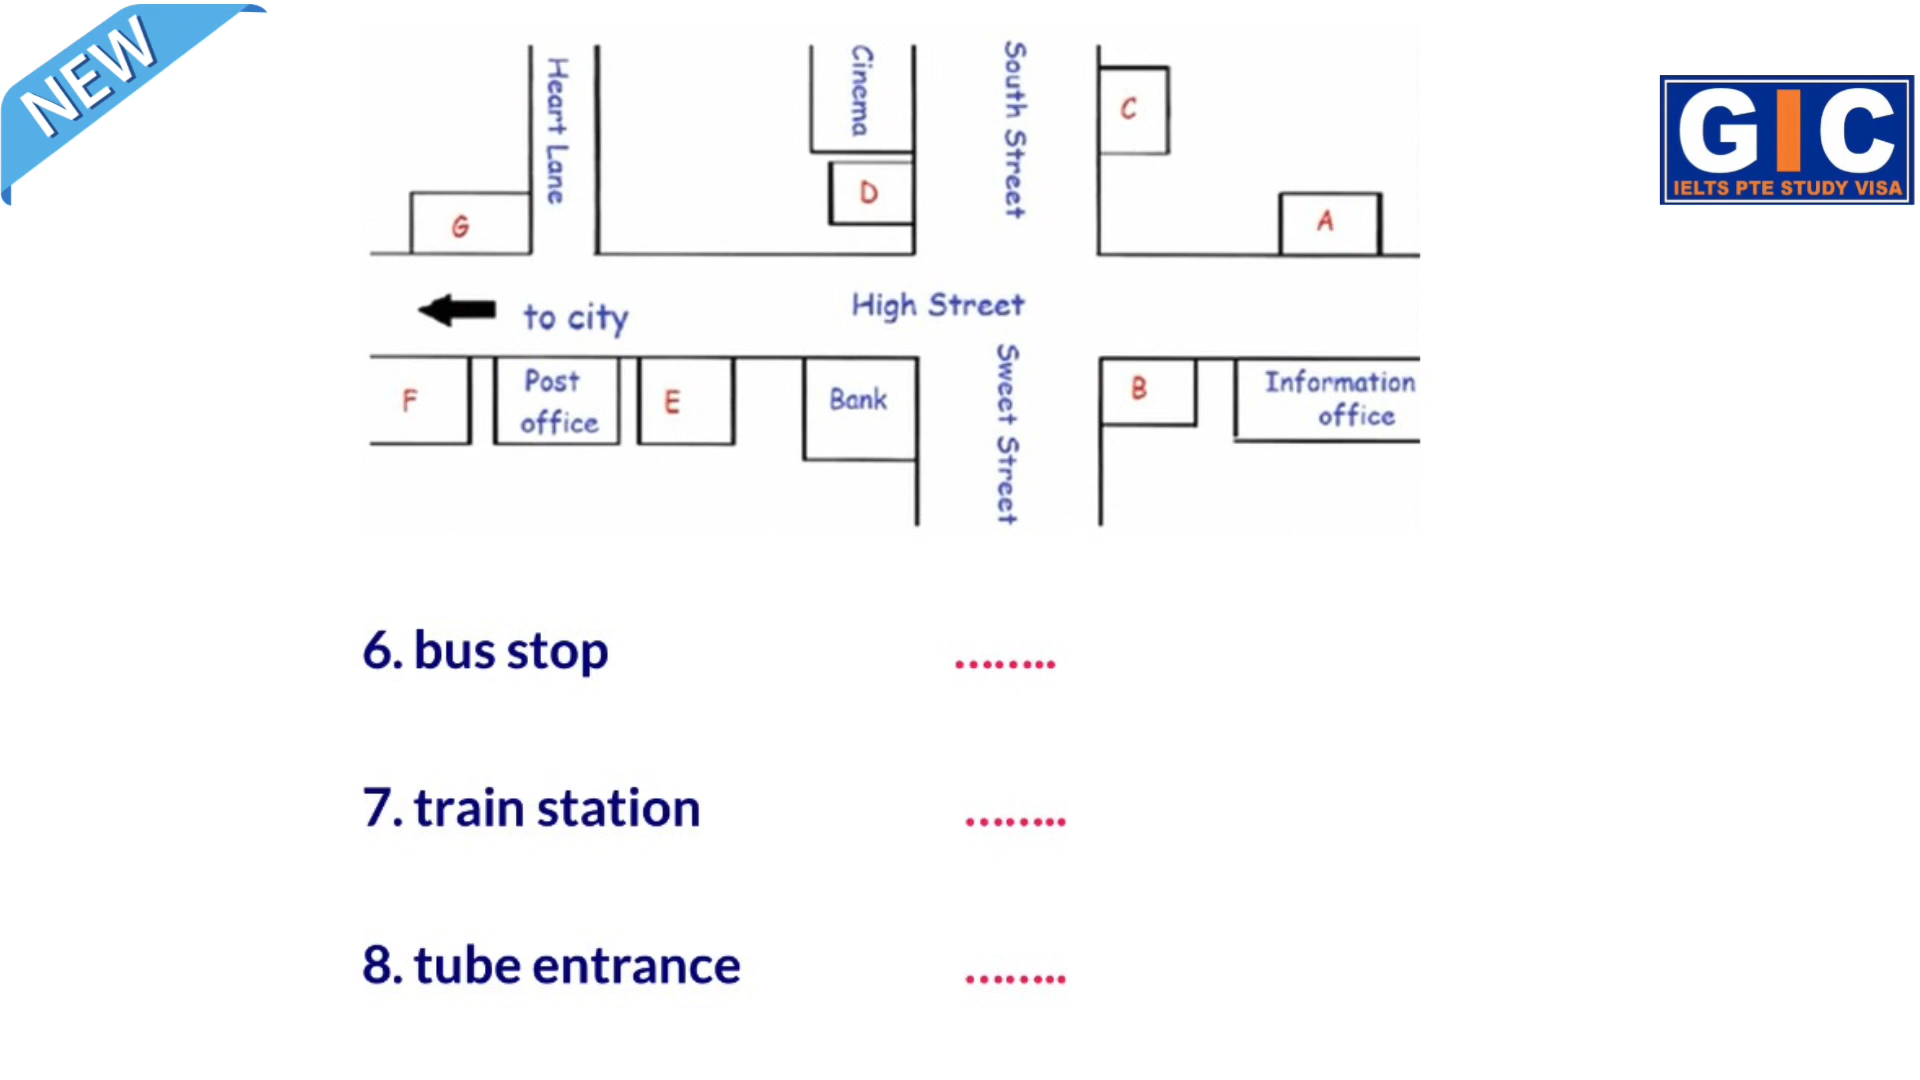 NEW
Heart Lane
Cinema
South Street
C
GIC
IELTS PTE STUDY VISA
D
G
A
to city
High Street
F
Post
office
E
Bank
Sweet Street
B
Information
office
6. bus stop ........
7. train station ........
8. tube entrance ........